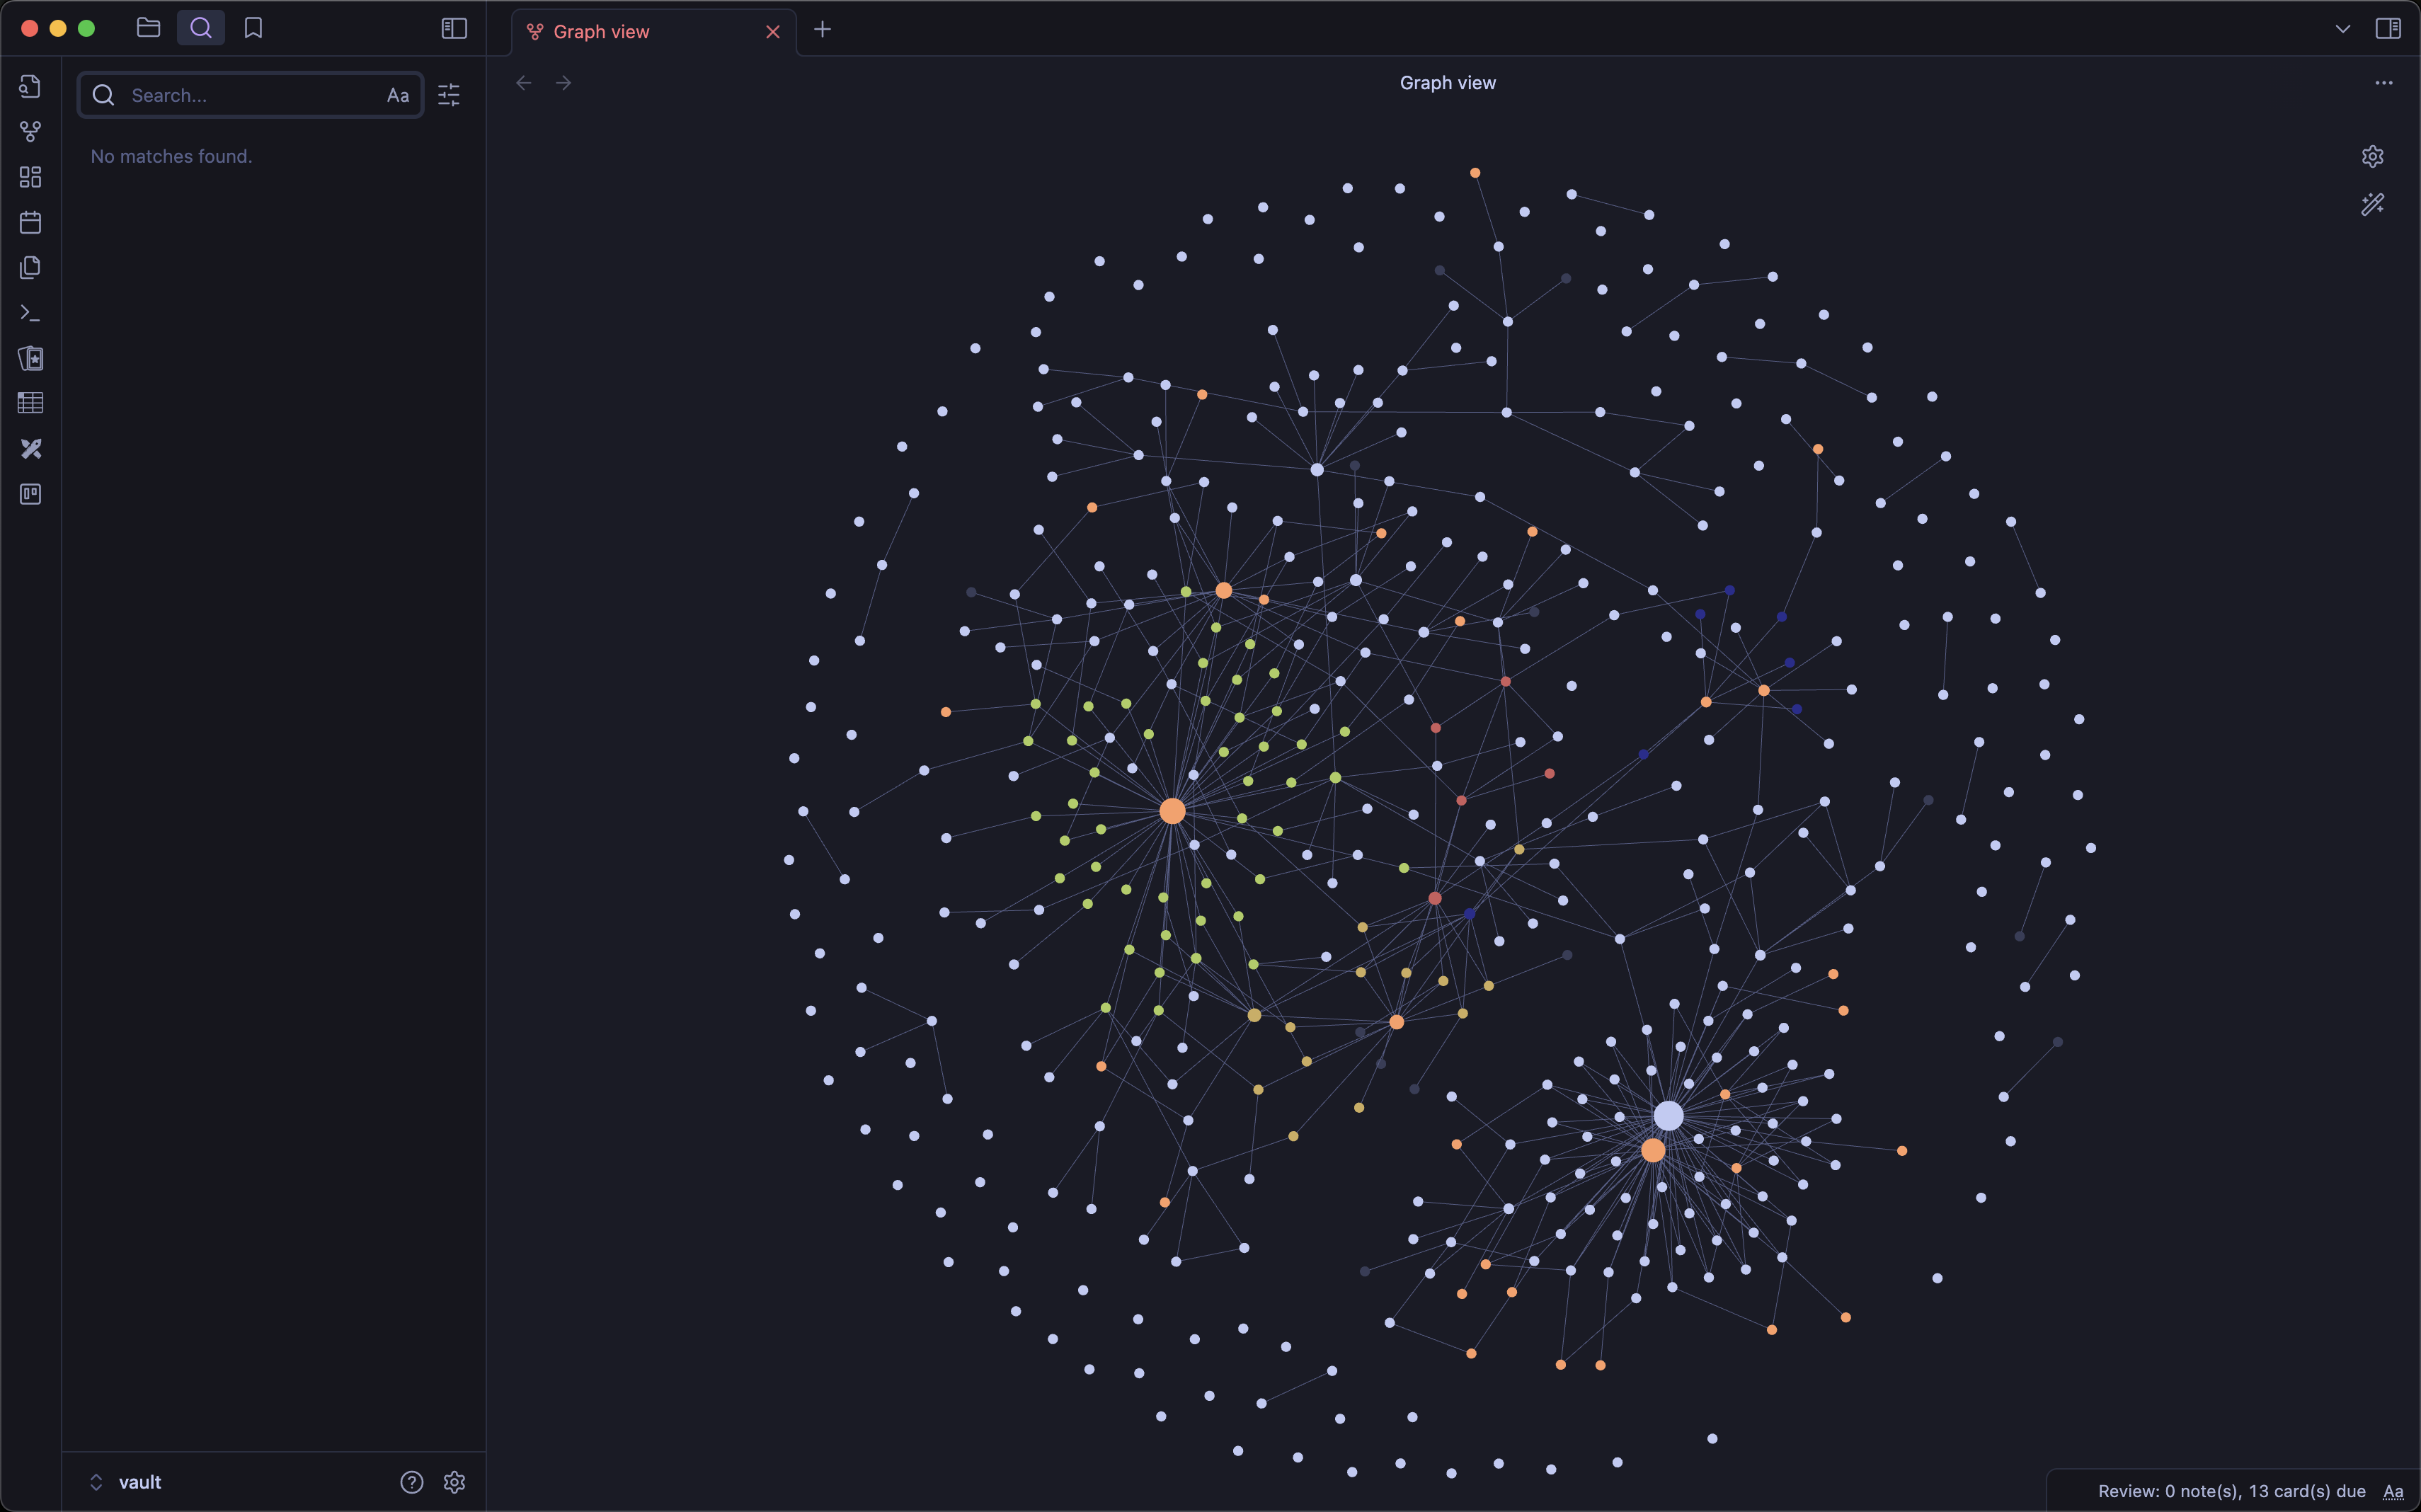 Graph view
Search...
Aa
Graph view
No matches found.
vault
Review: 0 note(s), 13 card(s) due
Aa